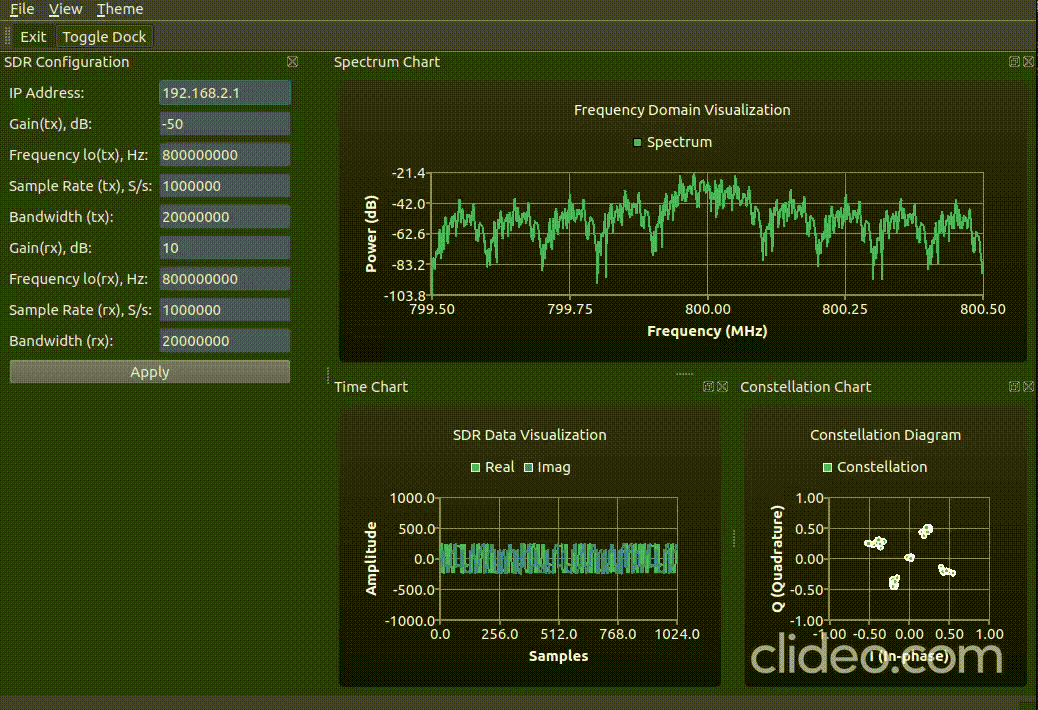 File View Theme
Exit Toggle Dock
SDR Configuration
IP Address: 192.168.2.1
Gain(tx), dB: -50
Frequency lo(tx), Hz: 800000000
Sample Rate (tx), S/s: 1000000
Bandwidth (tx): 20000000
Gain(rx), dB: 10
Frequency lo(rx), Hz: 800000000
Sample Rate (rx), S/s: 1000000
Bandwidth (rx): 20000000
Apply
Spectrum Chart
Frequency Domain Visualization
Spectrum
Power (dB)
-21.4
-42.0
-62.6
-83.2
-103.8
799.50 799.75 800.00 800.25 800.50
Frequency (MHz)
Time Chart
SDR Data Visualization
Real Imag
Amplitude
1000.0
500.0
0.0
-500.0
-1000.0
0.0 256.0 512.0 768.0 1024.0
Samples
Constellation Chart
Constellation Diagram
Constellation
Q (Quadrature)
1.00
0.50
0.00
-0.50
-1.00
-1.00 -0.50 0.00 0.50 1.00
I (In-phase)
clideo.com